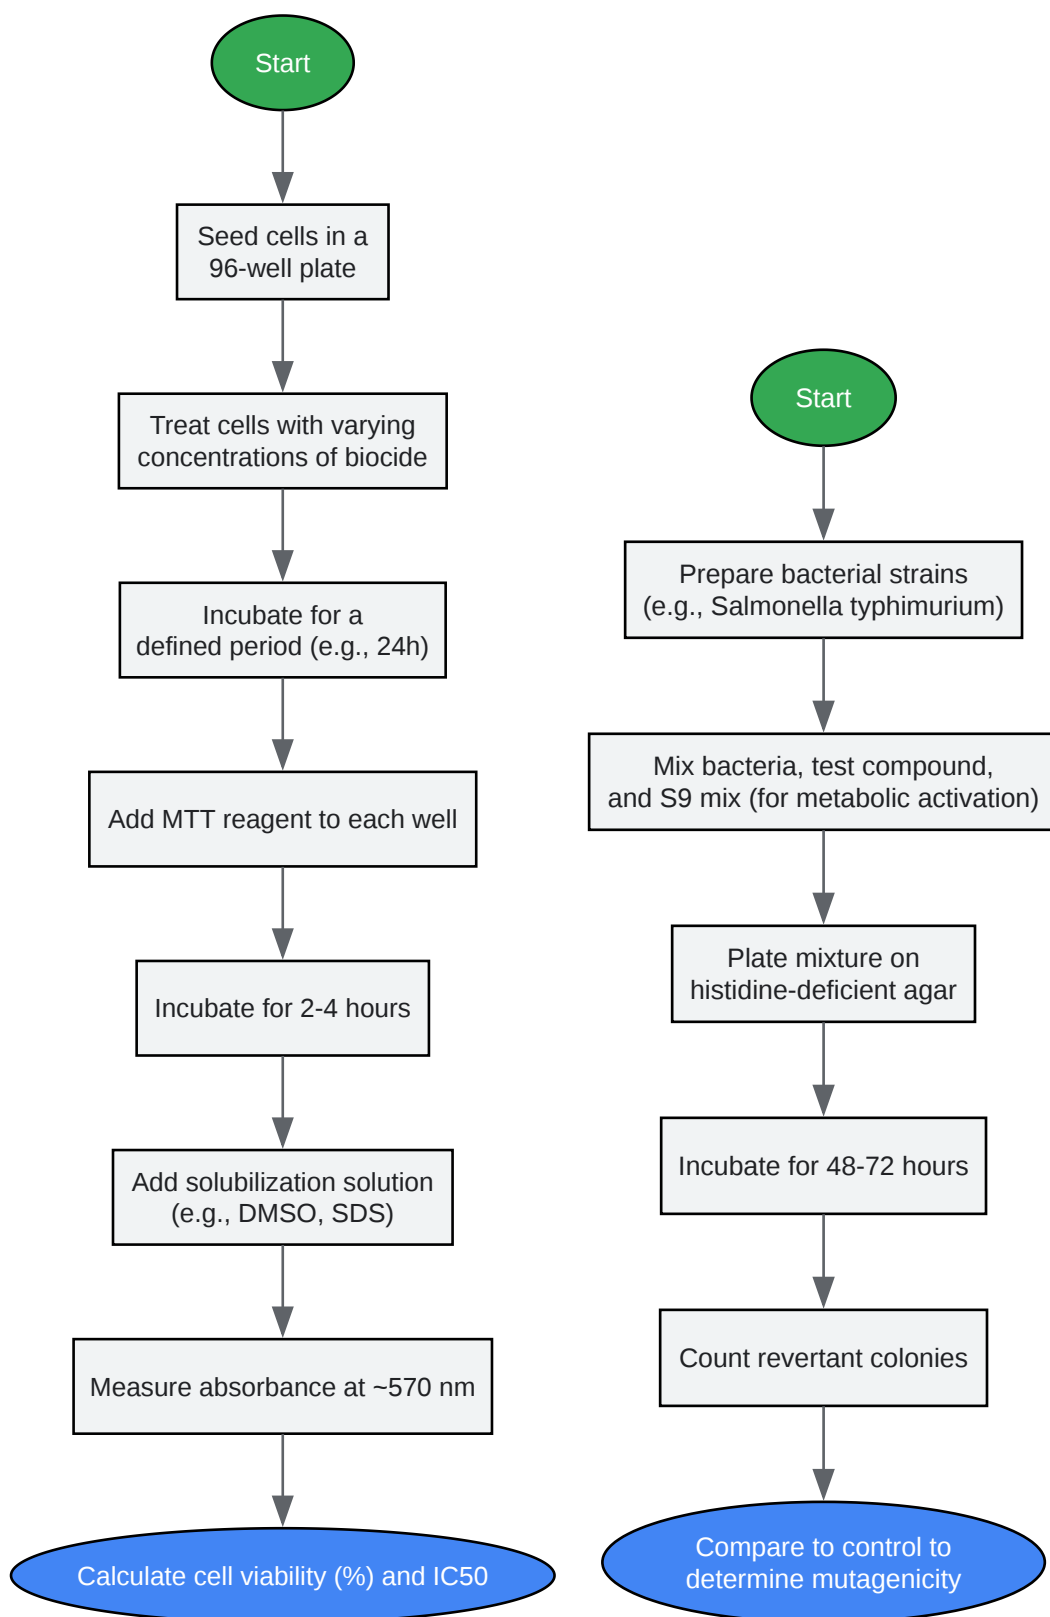 Start
Seed cells in a
96-well plate
Treat cells with varying
concentrations of biocide
Incubate for a
defined period (e.g., 24h)
Add MTT reagent to each well
Incubate for 2-4 hours
Add solubilization solution
(e.g., DMSO, SDS)
Measure absorbance at ~570 nm
Calculate cell viability (%) and IC50
Start
Prepare bacterial strains
(e.g., Salmonella typhimurium)
Mix bacteria, test compound,
and S9 mix (for metabolic activation)
Plate mixture on
histidine-deficient agar
Incubate for 48-72 hours
Count revertant colonies
Compare to control to
determine mutagenicity